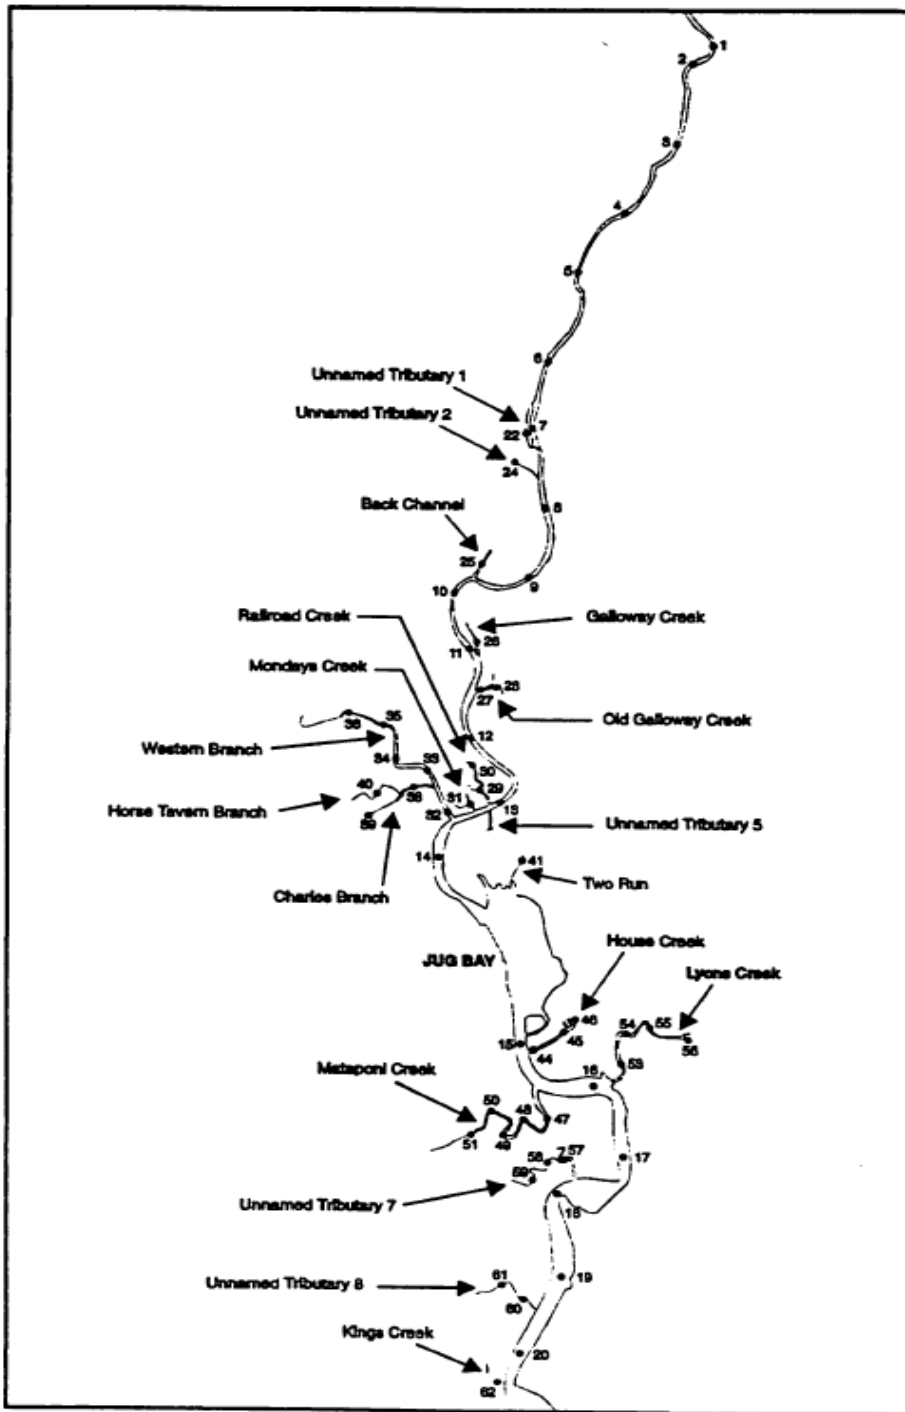 1
2
3
4
5
6
Unnamed Tributary 1
7
22
Unnamed Tributary 2
24
8
Back Channel
25
9
10
Railroad Creek
Galloway Creek
26
11
Mondays Creek
28
27
Old Galloway Creek
36
35
12
Western Branch
34
33
30
40
38
31
29
13
Horse Tavern Branch
39
32
Unnamed Tributary 5
14
41
Two Run
Charles Branch
House Creek
JUG BAY
Lyons Creek
46
45
54
55
56
15
44
53
Mataponi Creek
16
50
48
47
51
49
17
58
57
59
Unnamed Tributary 7
18
19
Unnamed Tributary 8
61
60
Kings Creek
20
62